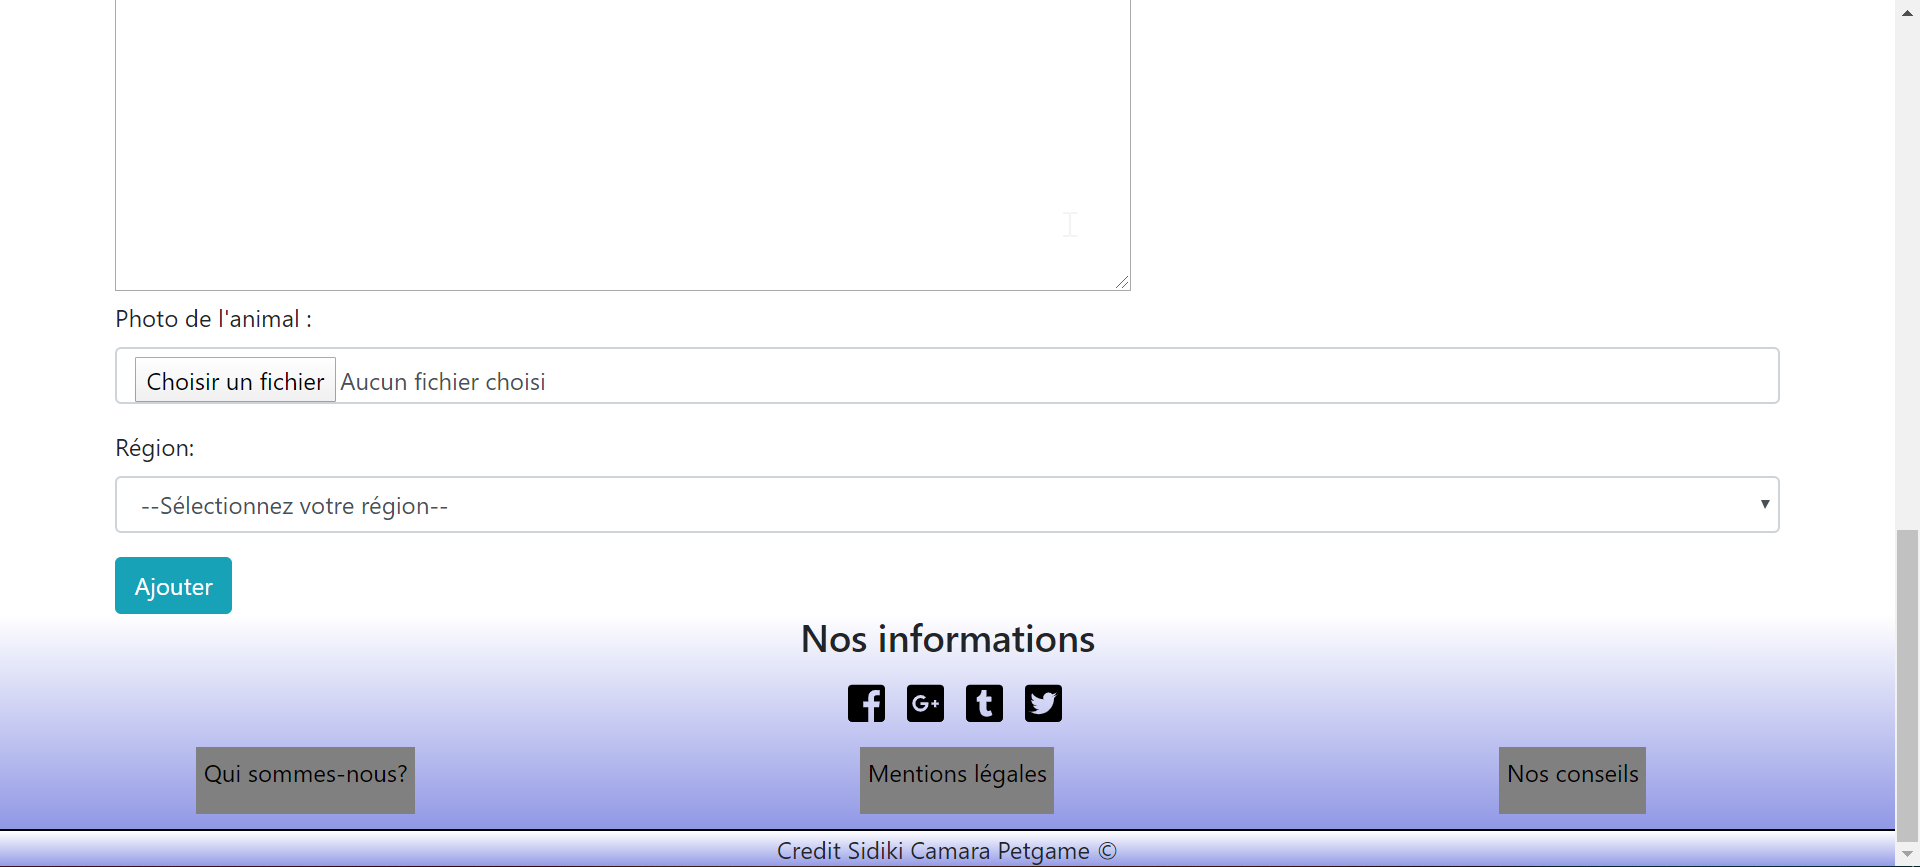 Photo de l'animal :
Choisir un fichier Aucun fichier choisi
Région:
--Sélectionnez votre région--
Ajouter
Nos informations
Qui sommes-nous? Mentions légales Nos conseils
Credit Sidiki Camara Petgame ©